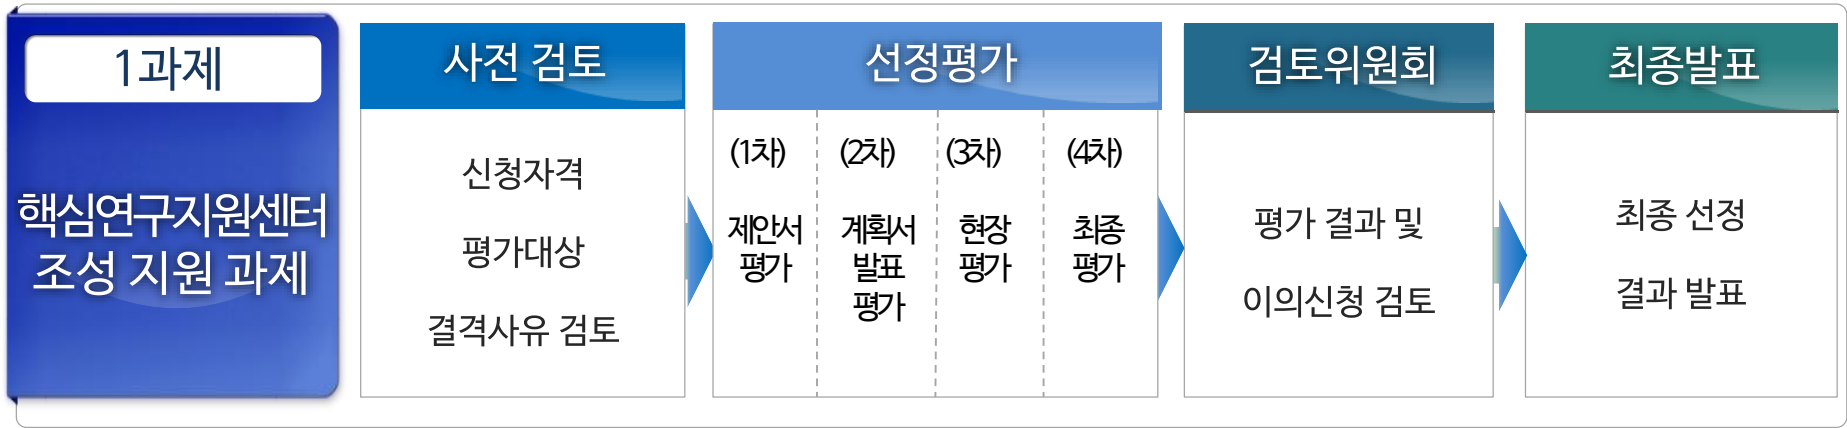 1과제
핵심연구지원센터
조성 지원 과제
사전 검토
신청자격
평가대상
결격사유 검토
선정평가
(1차)
제안서
평가
(2차)
계획서
발표
평가
(3차)
현장
평가
(4차)
최종
평가
검토위원회
평가 결과 및
이의신청 검토
최종발표
최종 선정
결과 발표